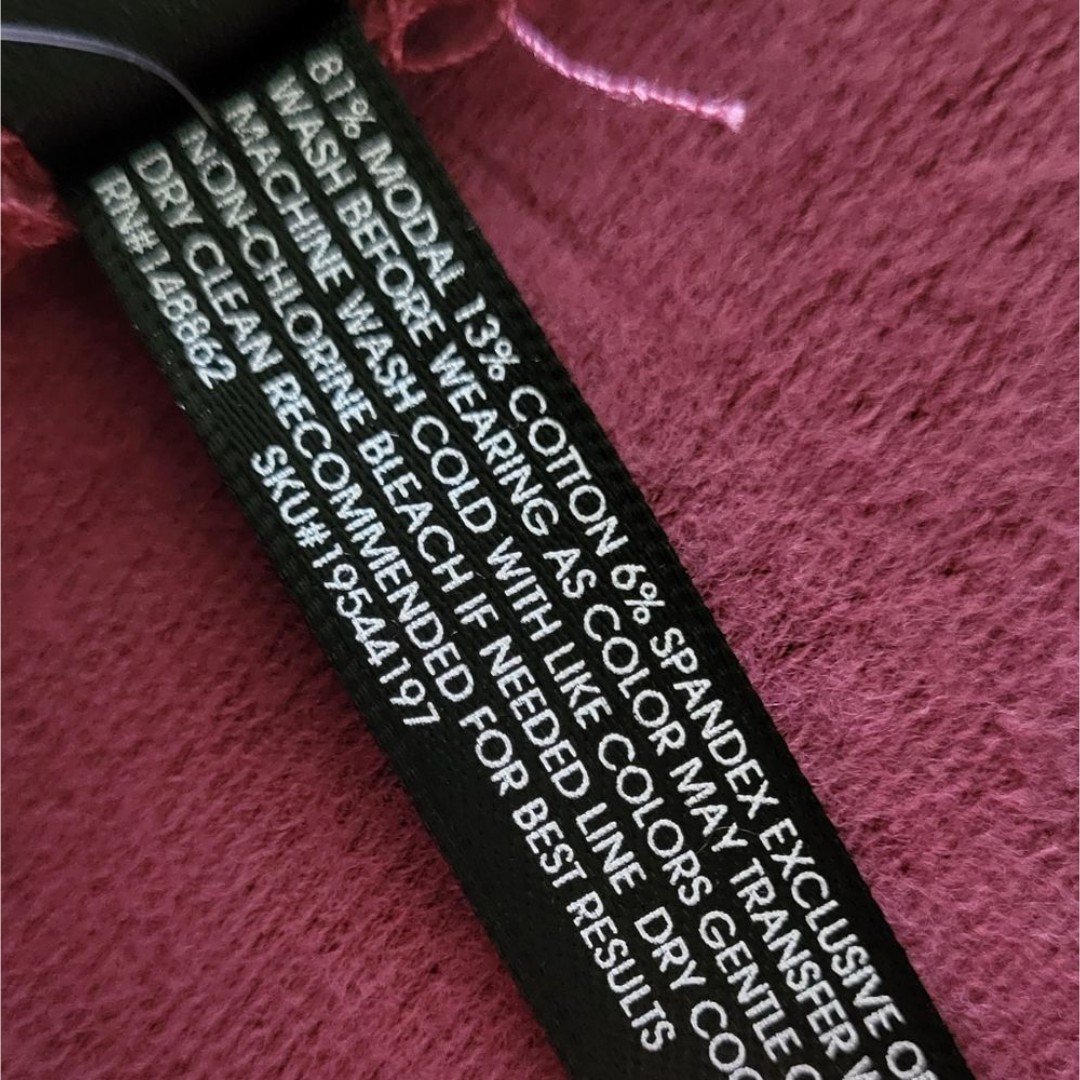 81% MODAL 13% COTTON 6% SPANDEX EXCLUSIVE
WASH BEFORE WEARING AS COLOR MAY TRANSFER
MACHINE WASH COLD WITH LIKE COLORS GENTLE
NON-CHLORINE BLEACH IF NEEDED LINE DRY
DRY CLEAN RECOMMENDED FOR BEST RESULTS
RN#148862 SKU#19544197